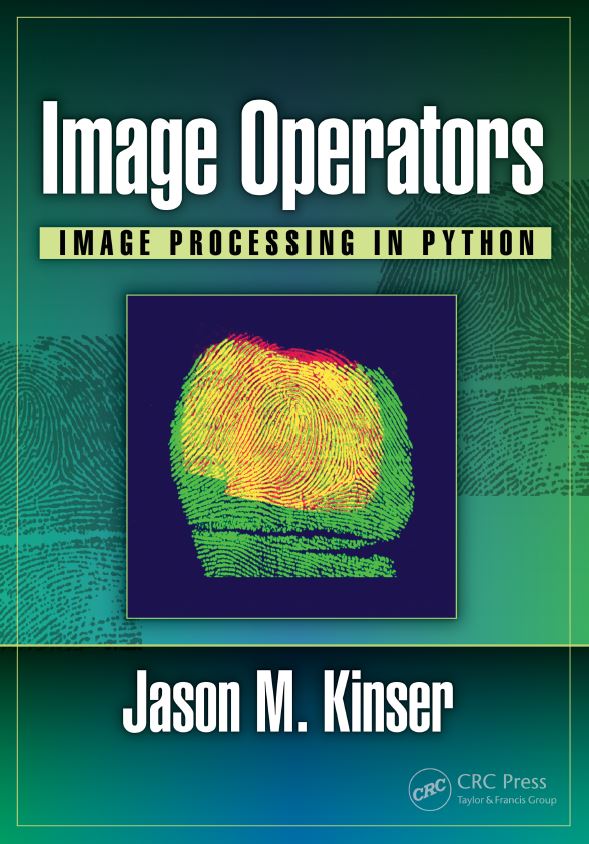 Image Operators
IMAGE PROCESSING IN PYTHON
Jason M. Kinser
CRC
CRC Press
Taylor & Francis Group